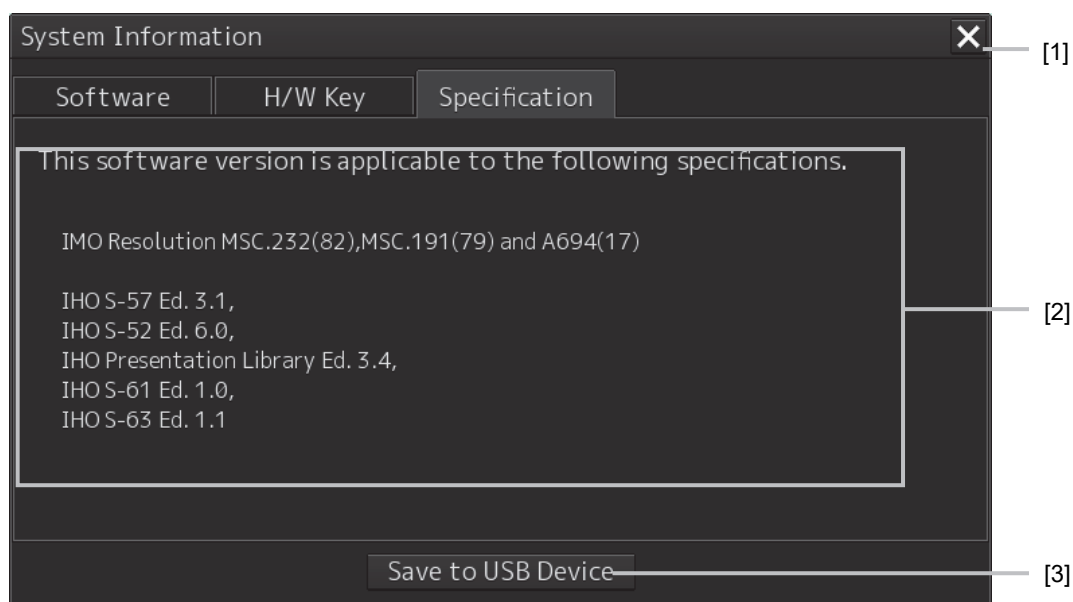 System Information
[1]
Software H/W Key Specification
This software version is applicable to the following specifications.
IMO Resolution MSC.232(82),MSC.191(79) and A694(17)
IHO S-57 Ed. 3.1,
[2]
IHO S-52 Ed. 6.0,
IHO Presentation Library Ed. 3.4,
IHO S-61 Ed. 1.0,
IHO S-63 Ed. 1.1
Save to USB Device
[3]